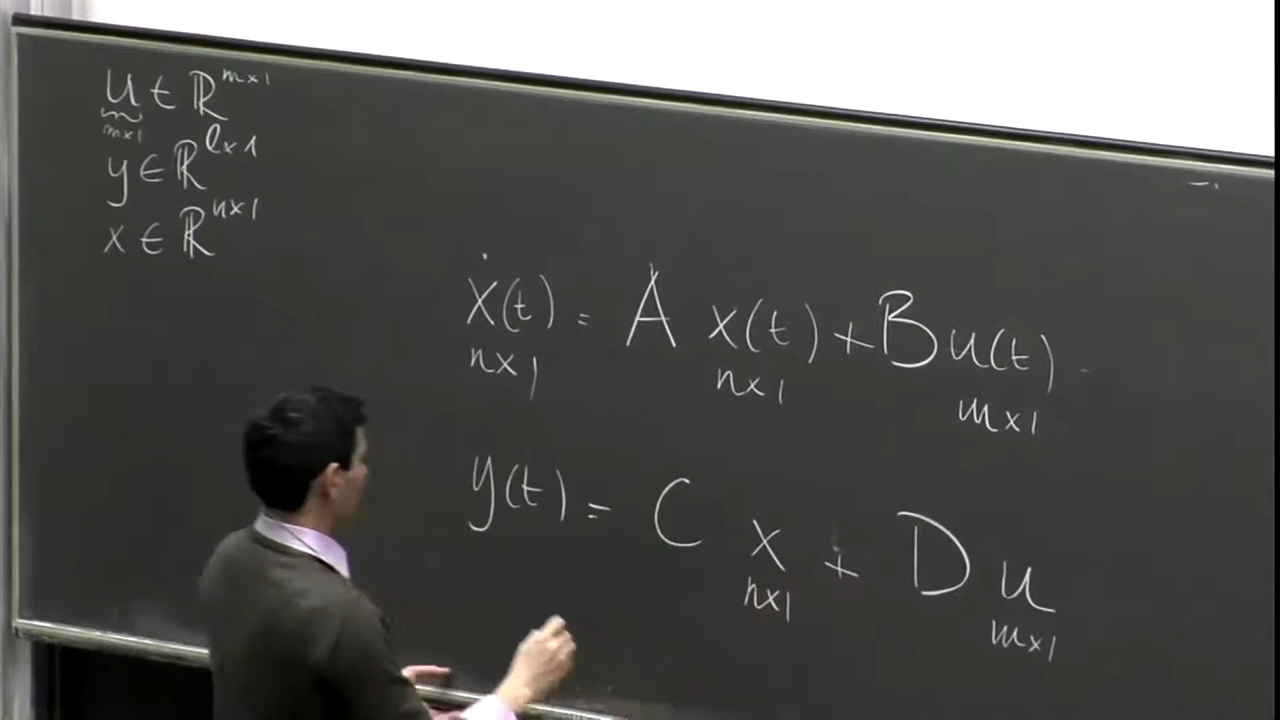 u ∈ ℝ^{m×1}
m×1
y ∈ ℝ^{l×1}
x ∈ ℝ^{n×1}
ẋ(t) = A x(t) + B u(t)
n×1 n×1 m×1
y(t) = C x + D u
n×1 m×1